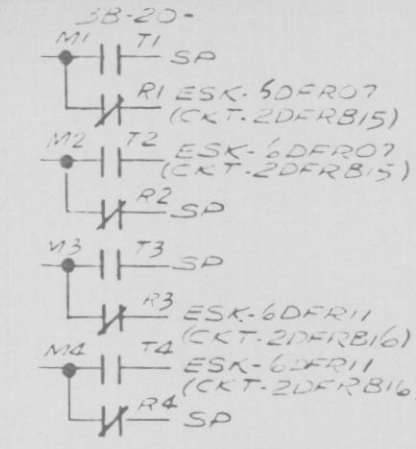 3B-20-
M1 T1 SP
R1 ESK-6DFR07
(CKT-2DFRB15)
M2 T2 ESK-6DFR07
(CKT-2DFRB15)
R2 SP
M3 T3 SP
R3 ESK-6DFR11
(CKT-2DFRB16)
M4 T4 ESK-6DFR11
(CKT-2DFRB16
R4 SP